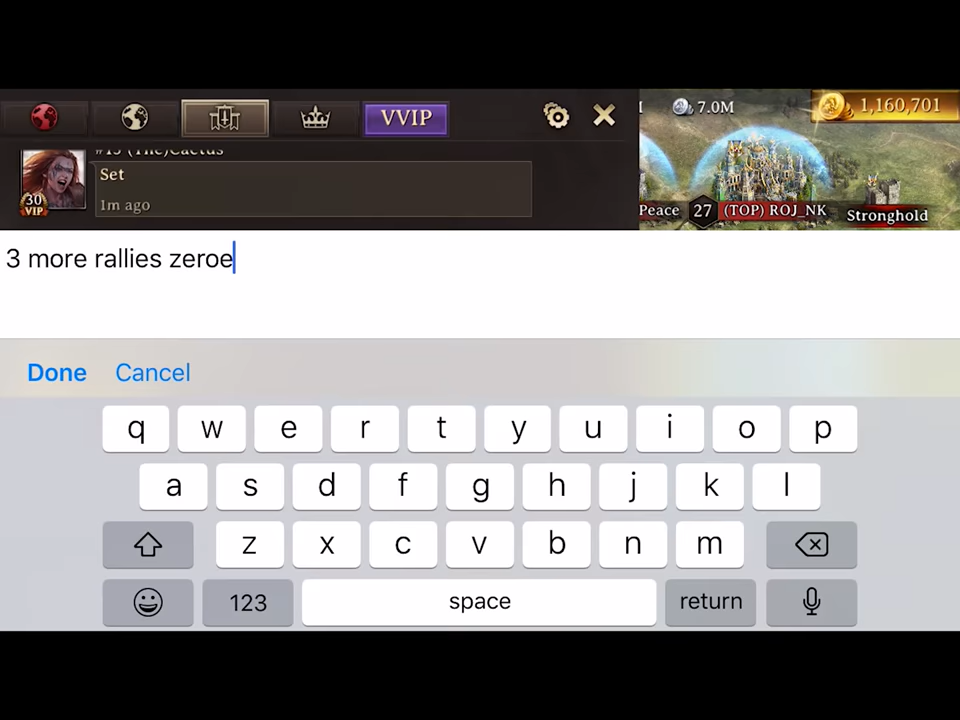 VVIP
7.0M
1,160,701
#15 (The)Cactus
Set
1m ago
30
VIP
Peace
27
(TOP) ROJ_NK
Stronghold
3 more rallies zeroe
Done
Cancel
q w e r t y u i o p
a s d f g h j k l
z x c v b n m
123
space
return